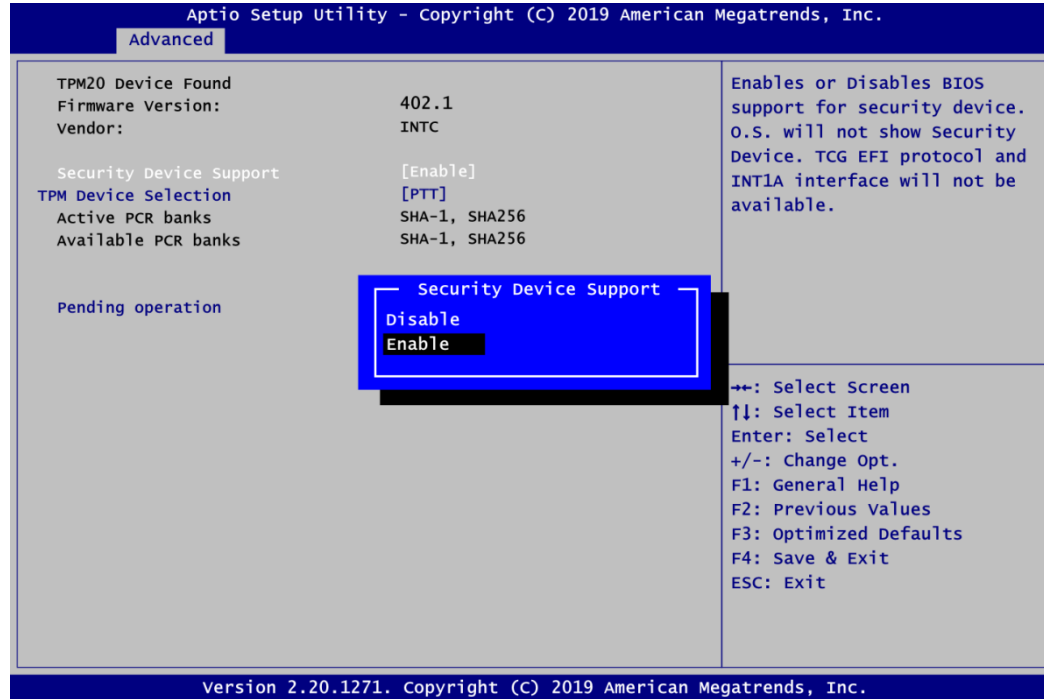 Aptio Setup Utility – Copyright (C) 2019 American Megatrends, Inc.
Advanced
TPM20 Device Found
Firmware Version: 402.1
Vendor: INTC
Security Device Support [Enable]
TPM Device Selection [PTT]
Active PCR banks SHA-1, SHA256
Available PCR banks SHA-1, SHA256
Pending operation
Security Device Support
Disable
Enable
Enables or Disables BIOS
support for security device.
O.S. will not show Security
Device. TCG EFI protocol and
INT1A interface will not be
available.
→←: Select Screen
↑↓: Select Item
Enter: Select
+/-: Change Opt.
F1: General Help
F2: Previous Values
F3: Optimized Defaults
F4: Save & Exit
ESC: Exit
Version 2.20.1271. Copyright (C) 2019 American Megatrends, Inc.